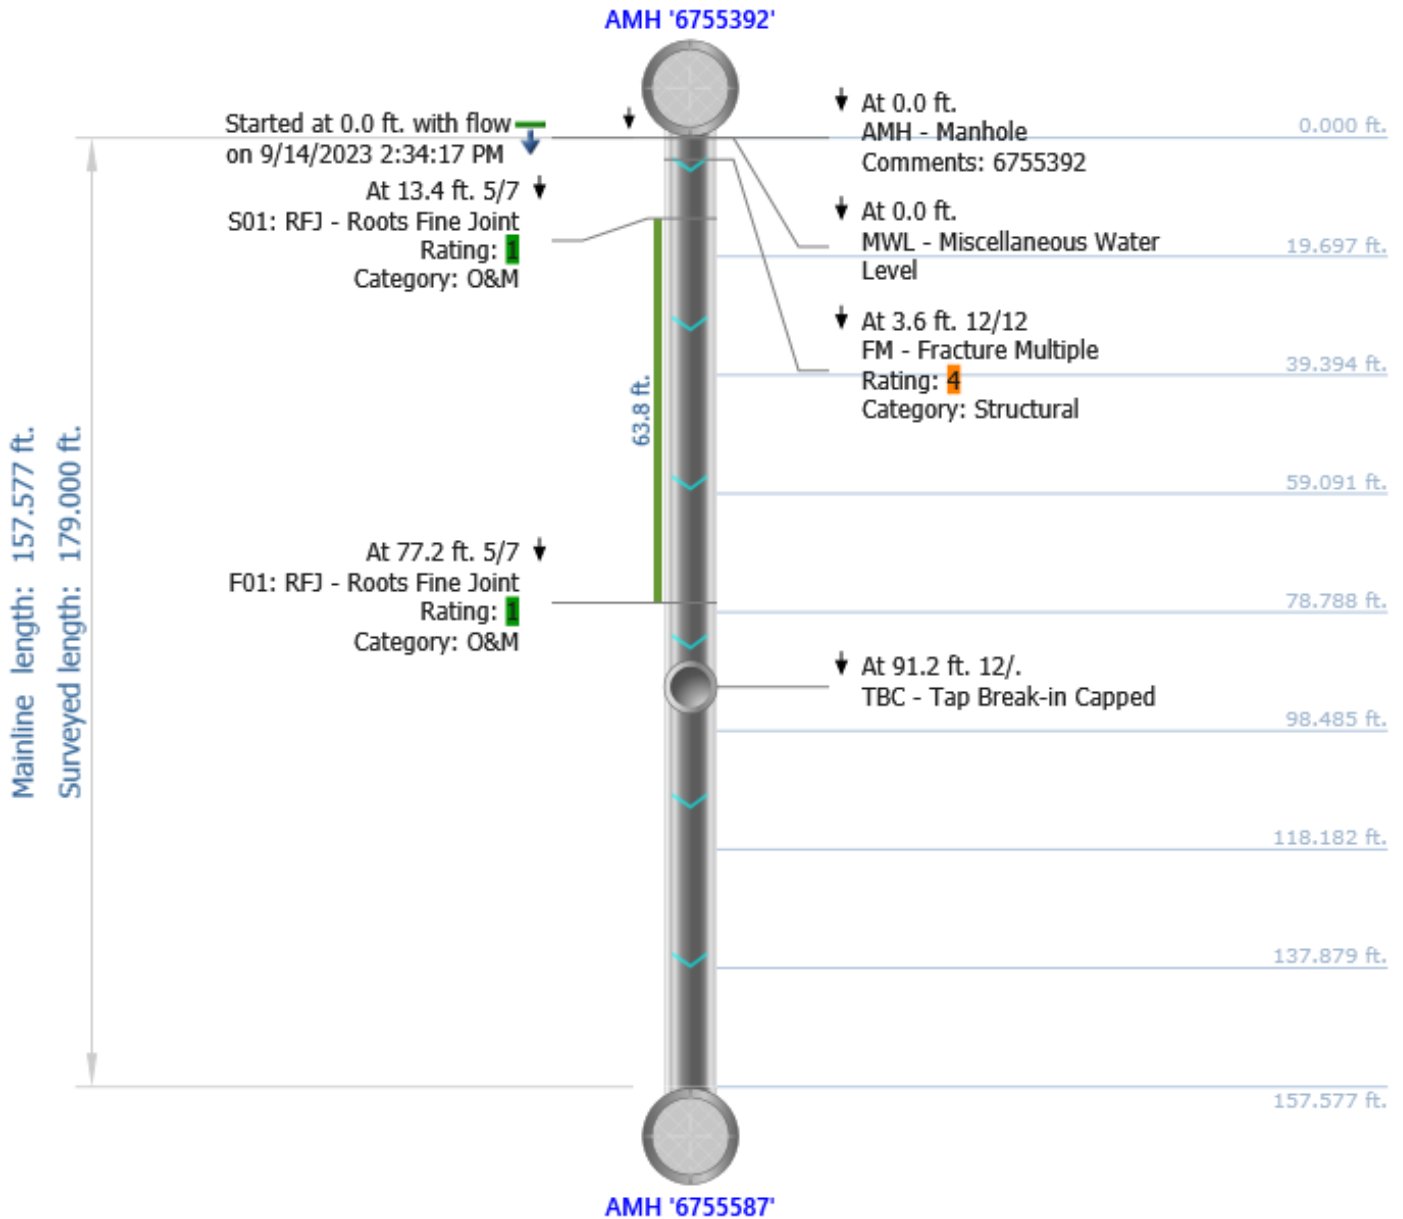 AMH '6755392'
Started at 0.0 ft. with flow
on 9/14/2023 2:34:17 PM
At 13.4 ft. 5/7
S01: RFJ - Roots Fine Joint
Rating: 1
Category: O&M
At 0.0 ft.
AMH - Manhole
Comments: 6755392
At 0.0 ft.
MWL - Miscellaneous Water
Level
At 3.6 ft. 12/12
FM - Fracture Multiple
Rating: 4
Category: Structural
0.000 ft.
19.697 ft.
39.394 ft.
59.091 ft.
78.788 ft.
98.485 ft.
118.182 ft.
137.879 ft.
157.577 ft.
63.8 ft.
Mainline length: 157.577 ft.
Surveyed length: 179.000 ft.
At 77.2 ft. 5/7
F01: RFJ - Roots Fine Joint
Rating: 1
Category: O&M
At 91.2 ft. 12/.
TBC - Tap Break-in Capped
AMH '6755587'